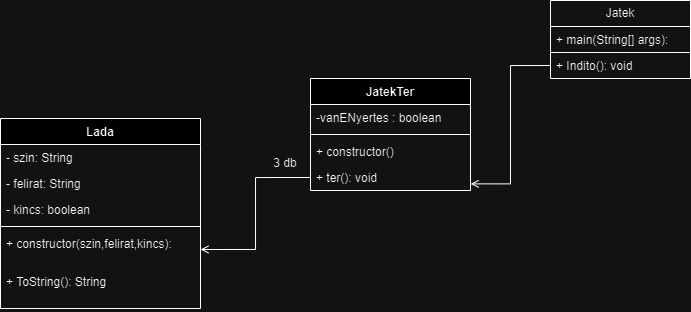 Jatek
+ main(String[] args):
+ Indito(): void
JatekTer
-vanENyertes : boolean
+ constructor()
+ ter(): void
3 db
Lada
- szin: String
- felirat: String
- kincs: boolean
+ constructor(szin,felirat,kincs):
+ ToString(): String